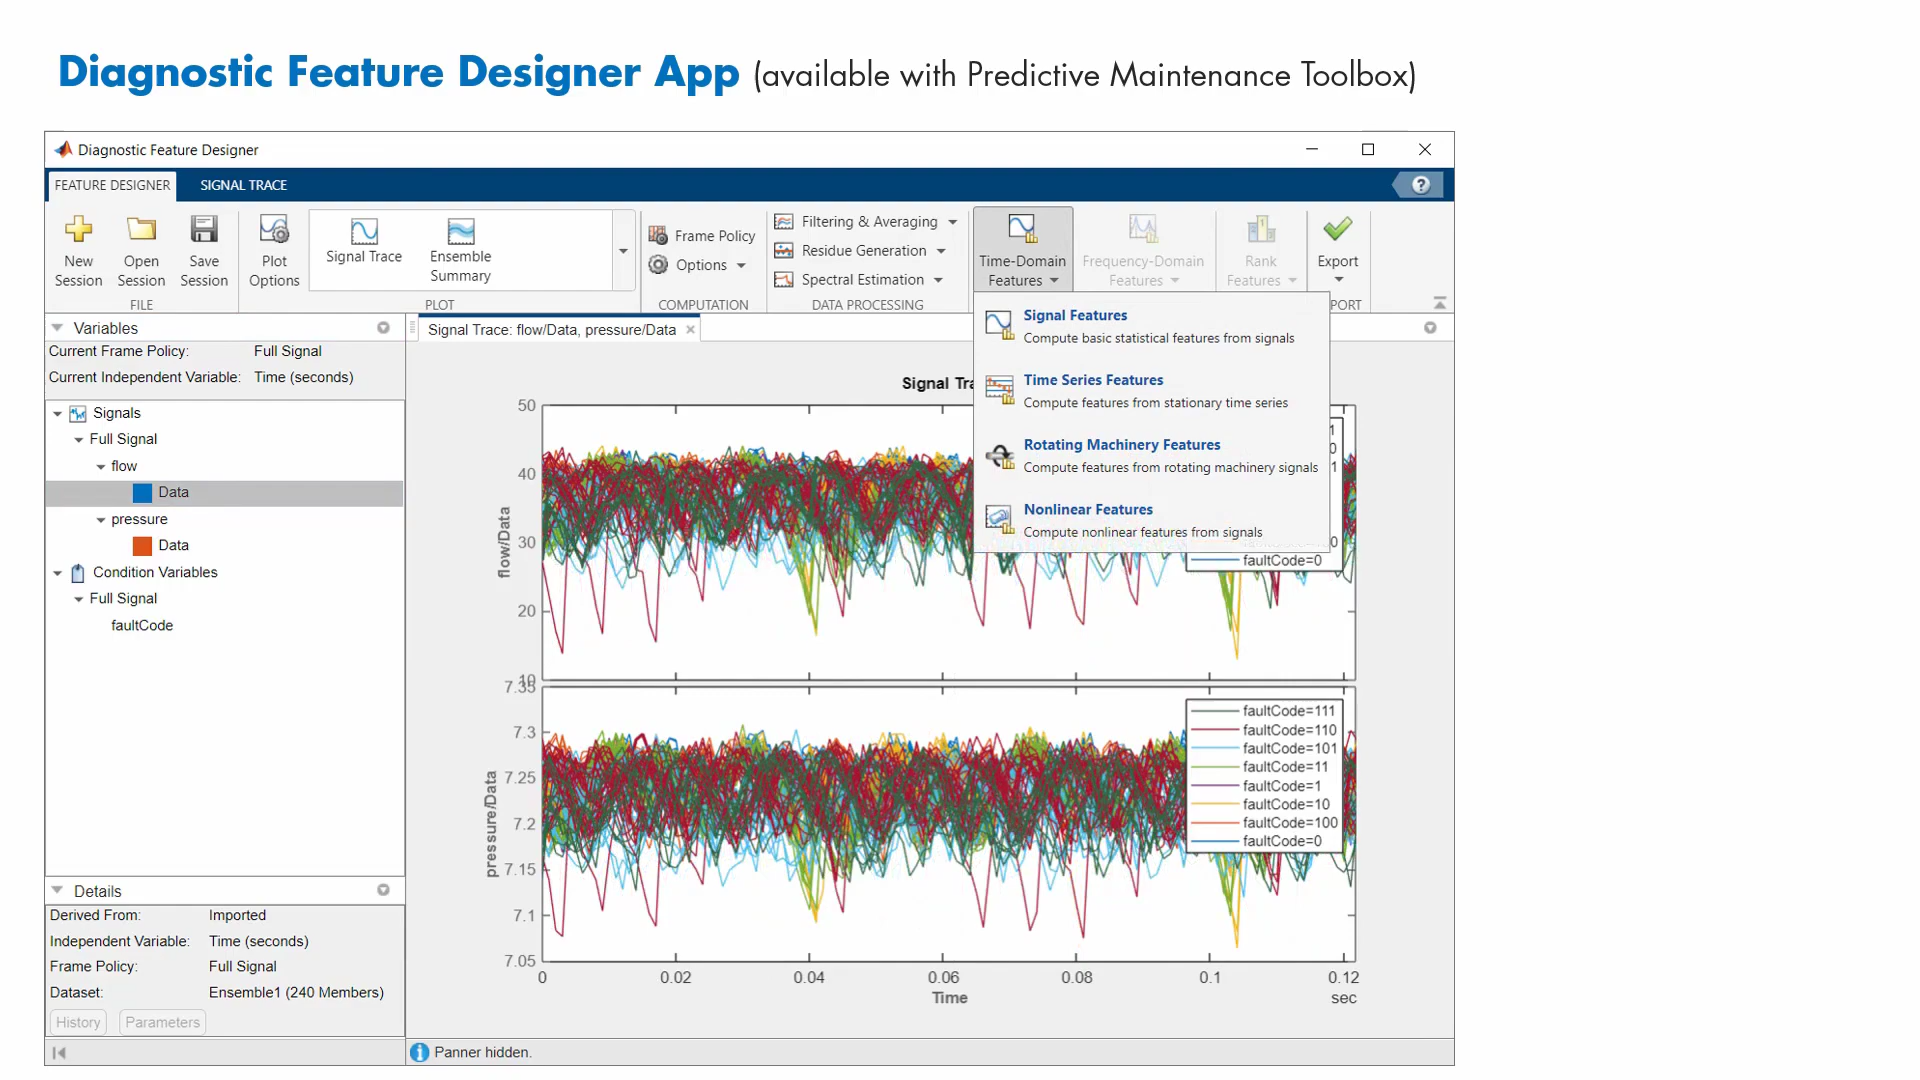 Diagnostic Feature Designer App (available with Predictive Maintenance Toolbox)
Diagnostic Feature Designer
FEATURE DESIGNER
SIGNAL TRACE
New Session
Open Session
Save Session
FILE
Plot Options
Signal Trace
Ensemble Summary
PLOT
Frame Policy
Options
COMPUTATION
Filtering & Averaging
Residue Generation
Spectral Estimation
DATA PROCESSING
Time-Domain Features
Frequency-Domain Features
Rank Features
Export
PORT
Signal Features
Compute basic statistical features from signals
Time Series Features
Compute features from stationary time series
Rotating Machinery Features
Compute features from rotating machinery signals
Nonlinear Features
Compute nonlinear features from signals
Variables
Current Frame Policy: Full Signal
Current Independent Variable: Time (seconds)
Signals
Full Signal
flow
Data
pressure
Data
Condition Variables
Full Signal
faultCode
Details
Derived From: Imported
Independent Variable: Time (seconds)
Frame Policy: Full Signal
Dataset: Ensemble1 (240 Members)
History Parameters
Signal Trace: flow/Data, pressure/Data
Signal Tra
50
40
30
20
10
flow/Data
1
0
1
0
faultCode=0
7.35
7.3
7.25
7.2
7.15
7.1
7.05
pressure/Data
faultCode=111
faultCode=110
faultCode=101
faultCode=11
faultCode=1
faultCode=10
faultCode=100
faultCode=0
0 0.02 0.04 0.06 0.08 0.1 0.12
Time sec
Panner hidden.